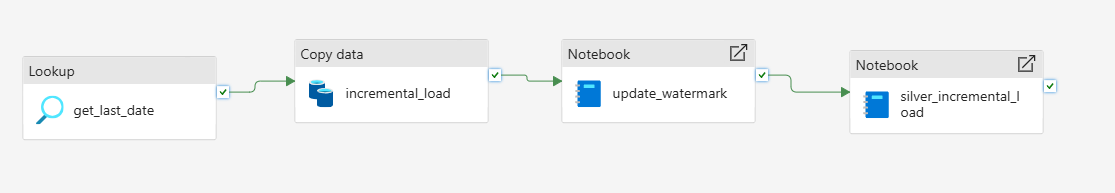 Lookup
get_last_date
Copy data
incremental_load
Notebook
update_watermark
Notebook
silver_incremental_l
oad